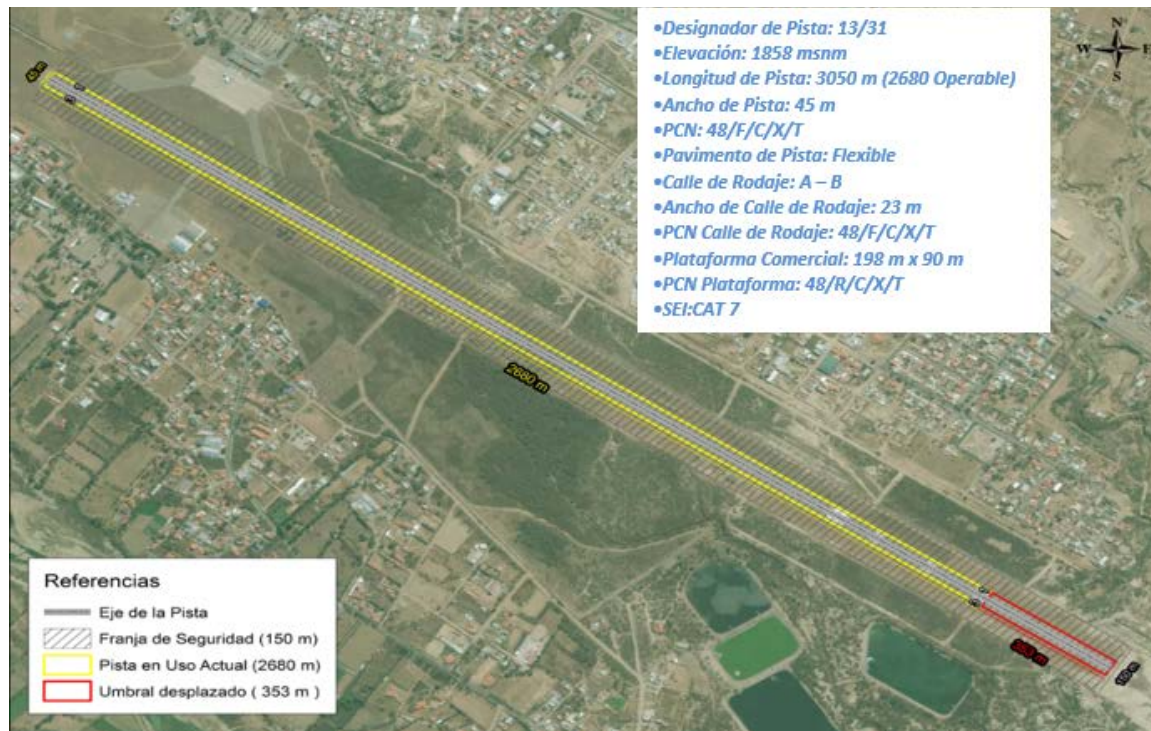 •Designador de Pista: 13/31
•Elevación: 1858 msnm
•Longitud de Pista: 3050 m (2680 Operable)
•Ancho de Pista: 45 m
•PCN: 48/F/C/X/T
•Pavimento de Pista: Flexible
•Calle de Rodaje: A – B
•Ancho de Calle de Rodaje: 23 m
•PCN Calle de Rodaje: 48/F/C/X/T
•Plataforma Comercial: 198 m x 90 m
•PCN Plataforma: 48/R/C/X/T
•SEI:CAT 7
N
W E
S
45 m
2680 m
353 m
150 m
Referencias
Eje de la Pista
Franja de Seguridad (150 m)
Pista en Uso Actual (2680 m)
Umbral desplazado ( 353 m )